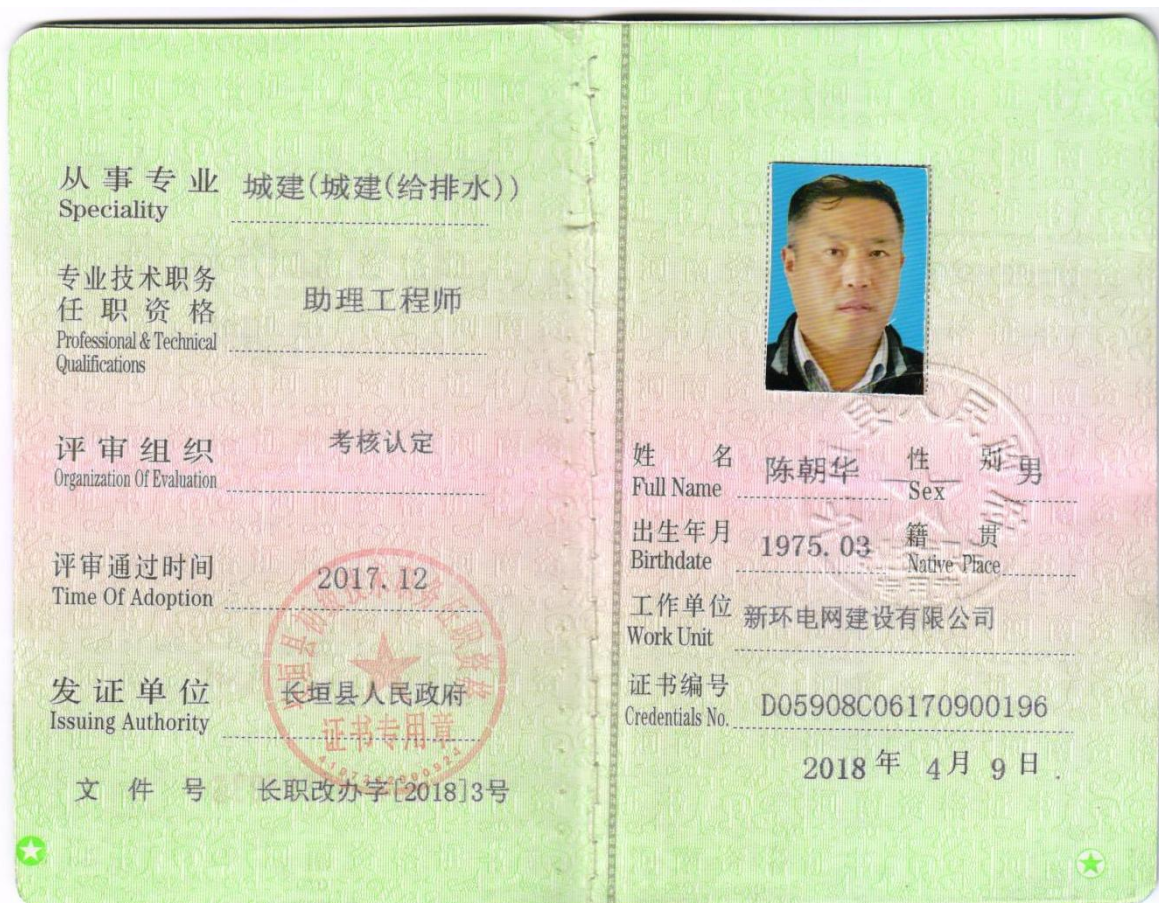 从事专业 城建(城建(给排水))
Speciality
专业技术职务
任职资格 助理工程师
Professional & Technical
Qualifications
评审组织 考核认定
Organization Of Evaluation
评审通过时间 2017.12
Time Of Adoption
发证单位 长垣县人民政府
Issuing Authority
证书专用章
文件号 长职改办字[2018]3号
姓名 陈朝华 性别 男
Full Name Sex
出生年月 1975.03 籍贯
Birthdate Native Place
工作单位 新环电网建设有限公司
Work Unit
证书编号 D05908C06170900196
Credentials No.
2018年 4月 9日.